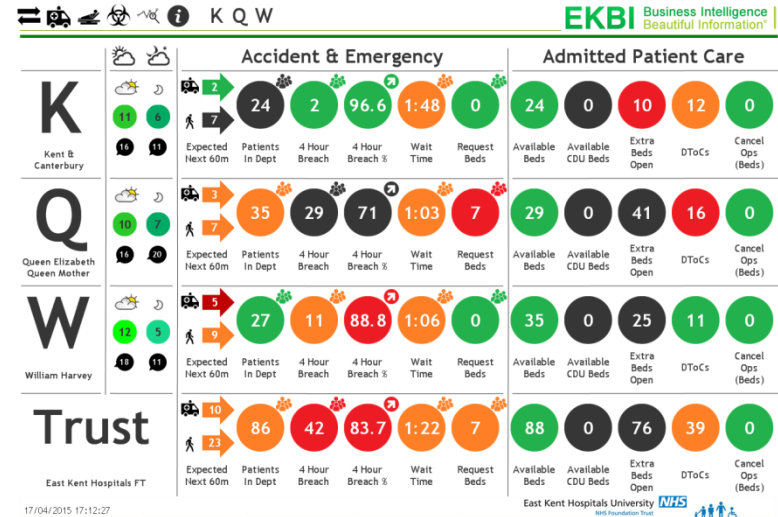 K Q W
EKBI Business Intelligence
Beautiful Information
Accident & Emergency
Admitted Patient Care
K
Kent &
Canterbury
11 6
16 11
2
7
24 2 96.6 1:48 0
24 0 10 12 0
Expected Next 60m
Patients In Dept
4 Hour Breach
4 Hour Breach %
Wait Time
Request Beds
Available Beds
Available CDU Beds
Extra Beds Open
DToCs
Cancel Ops (Beds)
Q
Queen Elizabeth
Queen Mother
10 7
16 20
3
7
35 29 71 1:03 7
29 0 41 16 0
Expected Next 60m
Patients In Dept
4 Hour Breach
4 Hour Breach %
Wait Time
Request Beds
Available Beds
Available CDU Beds
Extra Beds Open
DToCs
Cancel Ops (Beds)
W
William Harvey
12 5
18 11
5
9
27 11 88.8 1:06 0
35 0 25 11 0
Expected Next 60m
Patients In Dept
4 Hour Breach
4 Hour Breach %
Wait Time
Request Beds
Available Beds
Available CDU Beds
Extra Beds Open
DToCs
Cancel Ops (Beds)
Trust
East Kent Hospitals FT
10
23
86 42 83.7 1:22 7
88 0 76 39 0
Expected Next 60m
Patients In Dept
4 Hour Breach
4 Hour Breach %
Wait Time
Request Beds
Available Beds
Available CDU Beds
Extra Beds Open
DToCs
Cancel Ops (Beds)
17/04/2015 17:12:27
East Kent Hospitals University NHS
NHS Foundation Trust